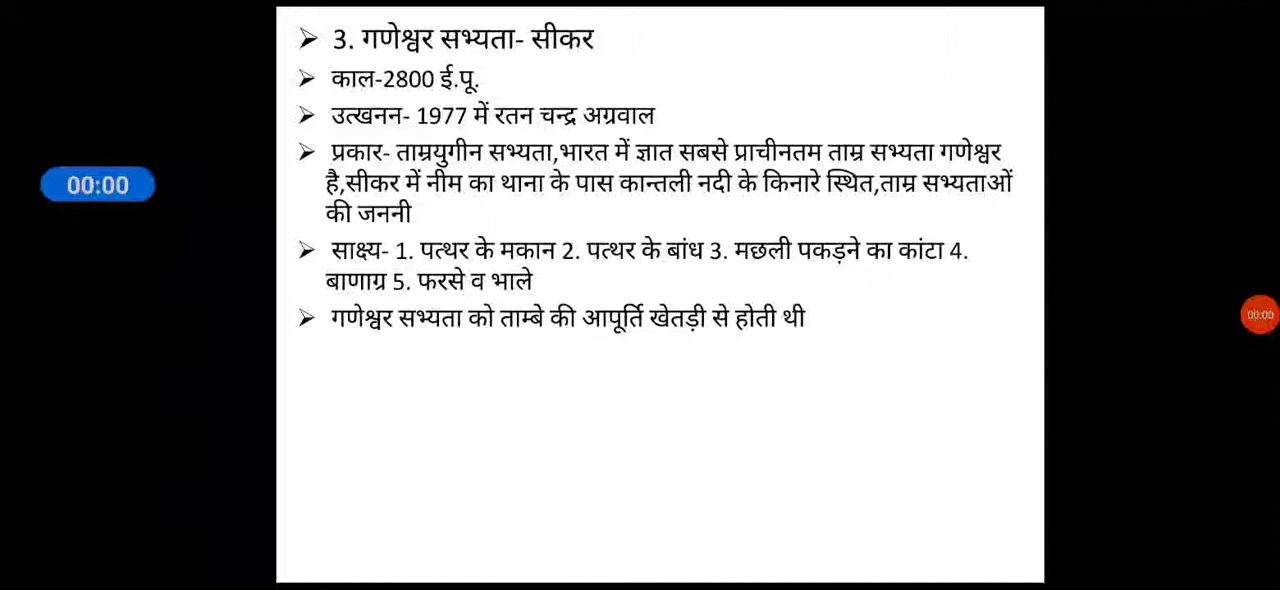 ➤ 3. गणेश्वर सभ्यता- सीकर
➤ काल-2800 ई.पू.
➤ उत्खनन- 1977 में रतन चन्द्र अग्रवाल
➤ प्रकार- ताम्रयुगीन सभ्यता,भारत में ज्ञात सबसे प्राचीनतम ताम्र सभ्यता गणेश्वर
00:00
है,सीकर में नीम का थाना के पास कान्तली नदी के किनारे स्थित,ताम्र सभ्यताओं
की जननी
➤ साक्ष्य- 1. पत्थर के मकान 2. पत्थर के बांध 3. मछली पकड़ने का कांटा 4.
बाणाग्र 5. फरसे व भाले
➤ गणेश्वर सभ्यता को ताम्बे की आपूर्ति खेतड़ी से होती थी
00:00